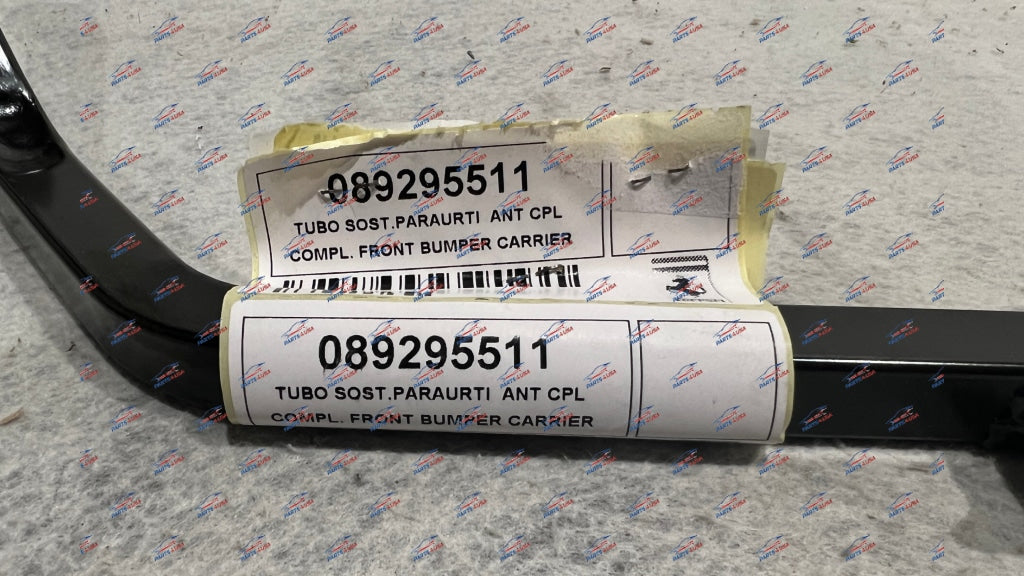 089295511
TUBO SOST.PARAURTI ANT CPL
COMPL. FRONT BUMPER CARRIER
089295511
TUBO SOST.PARAURTI ANT CPL
COMPL. FRONT BUMPER CARRIER
PARTS4USA